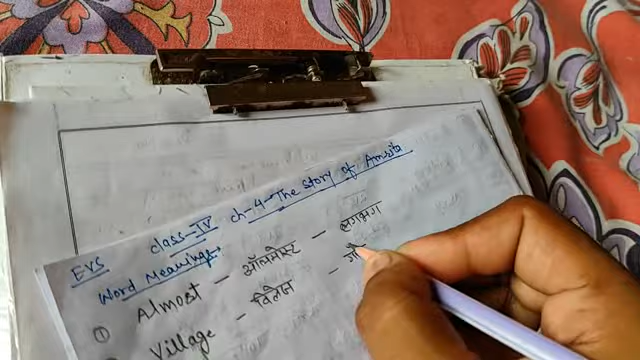 EVS class-IV ch-4-The story of Amrita
Word Meanings:
① Almost - ऑलमोस्ट - लगभग
Village - विलेज - गाँ